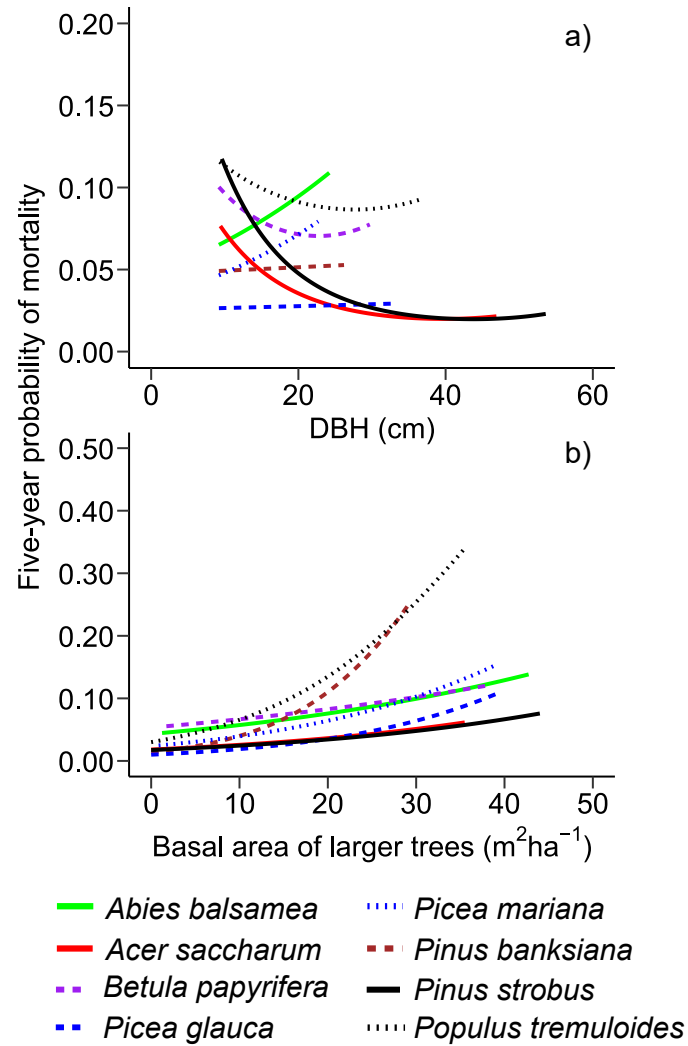 a)
0.20
0.15
0.10
0.05
0.00
0 20 40 60
DBH (cm)
Five-year probability of mortality
b)
0.50
0.40
0.30
0.20
0.10
0.00
0 10 20 30 40 50
Basal area of larger trees (m²ha⁻¹)
Abies balsamea
Acer saccharum
Betula papyrifera
Picea glauca
Picea mariana
Pinus banksiana
Pinus strobus
Populus tremuloides